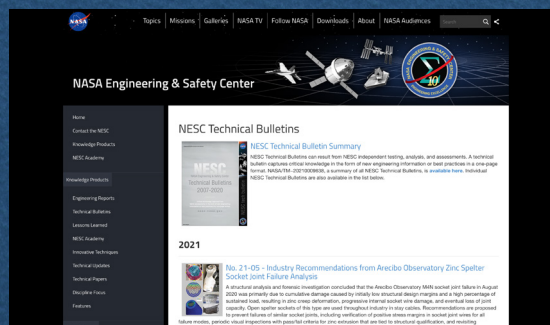 NASA
Topics Missions Galleries NASA TV Follow NASA Downloads About NASA Audiences Search
NASA Engineering & Safety Center
Home
Contact the NESC
Knowledge Products
NESC Academy
Knowledge Products
Engineering Reports
Technical Bulletins
Lessons Learned
NESC Academy
Innovative Techniques
Technical Updates
Technical Papers
Discipline Focus
Features
NESC Technical Bulletins
NESC
Technical Bulletins
2007-2020
NESC Technical Bulletin Summary
NESC Technical Bulletins can result from NESC independent testing, analysis, and assessments. A technical
bulletin captures critical knowledge in the form of new engineering information or best practices in a one-page
format. NASA/TM-20210009636, a summary of all NESC Technical Bulletins, is available here. Individual
NESC Technical Bulletins are also available in the list below.
2021
No. 21-05 - Industry Recommendations from Arecibo Observatory Zinc Spelter
Socket Joint Failure Analysis
A structural analysis and forensic investigation concluded that the Arecibo Observatory M4N socket joint failure in August
2020 was primarily due to cumulative damage caused by initially low structural design margins and a high percentage of
sustained load, resulting in zinc creep deformation, progressive internal socket wire damage, and eventual loss of joint
capacity. Open spelter sockets of this type are used throughout industry in stay cables. Recommendations are proposed
to prevent failures of similar socket joints, including verification of positive stress margins in socket joint wires for all
failure modes, periodic visual inspections with pass/fail criteria for zinc extrusion that are tied to structural qualification, and revisiting